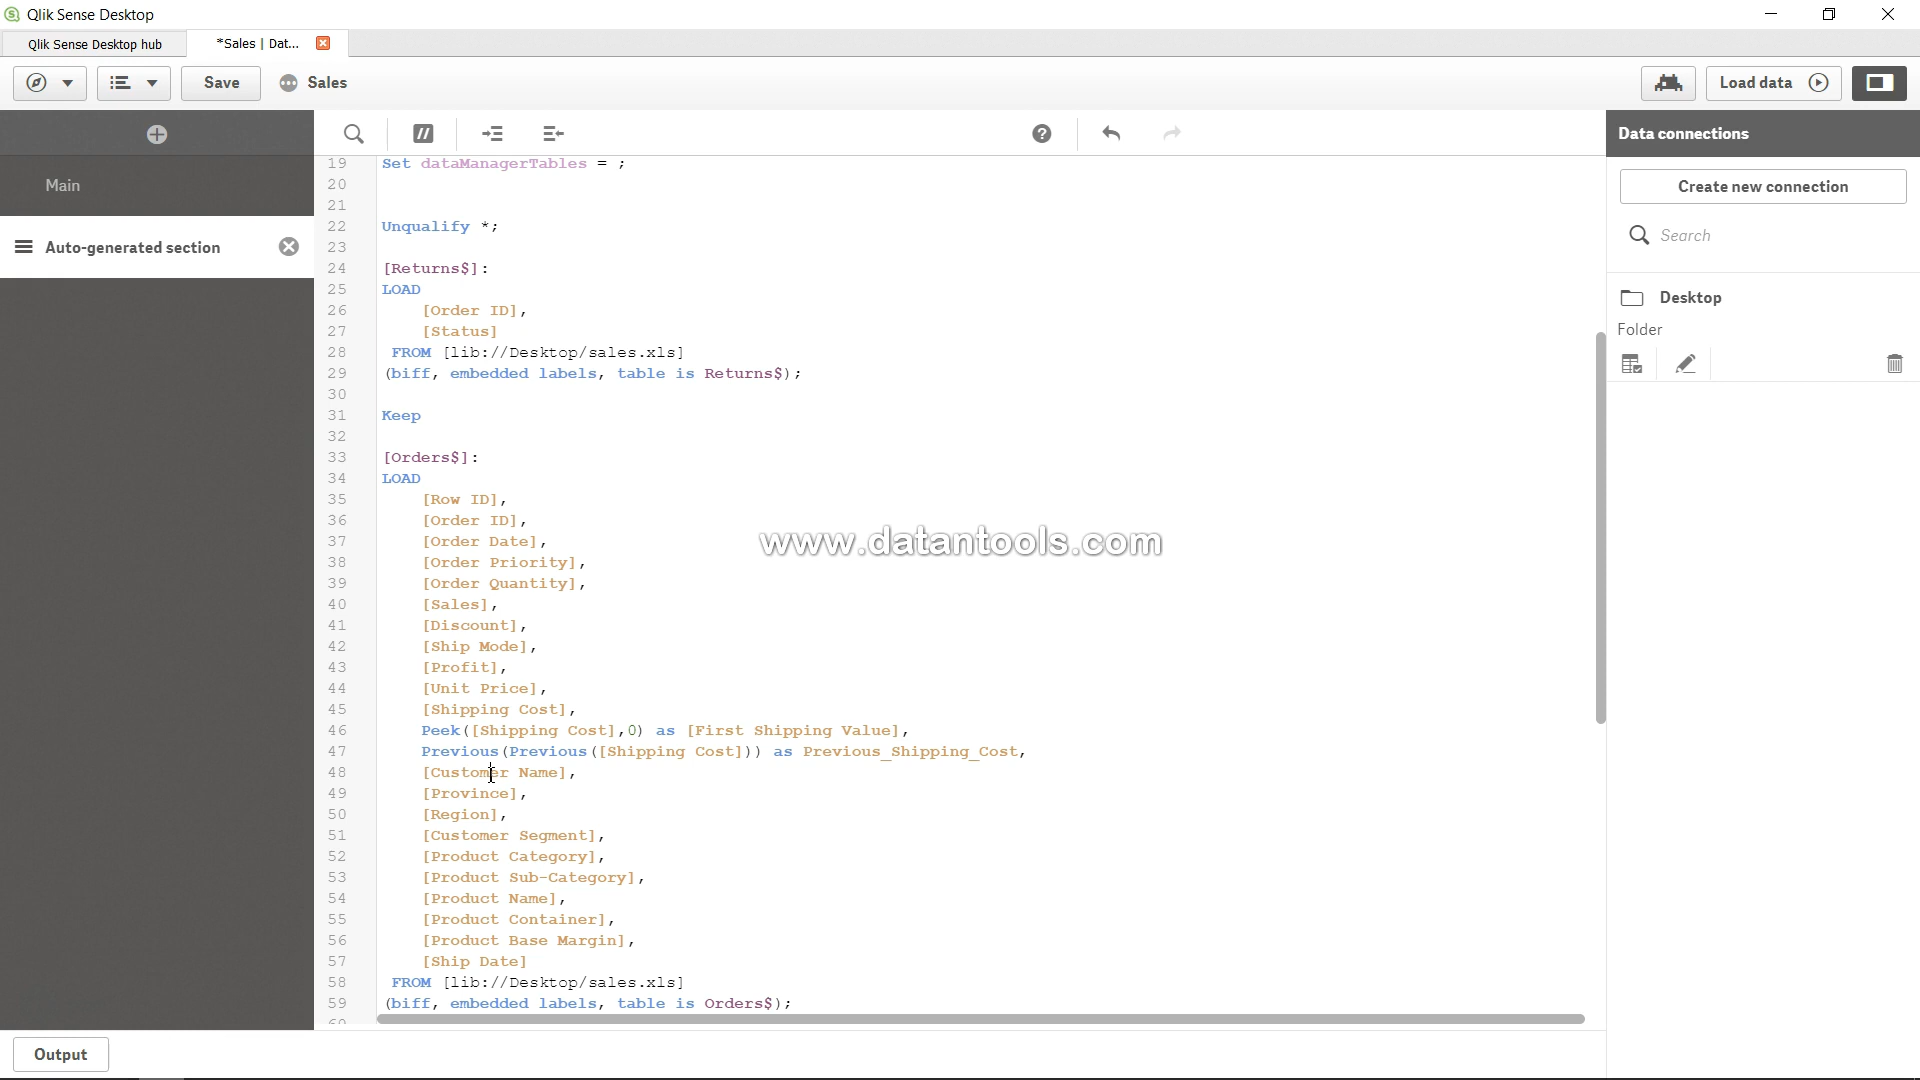 Qlik Sense Desktop
Qlik Sense Desktop hub
*Sales | Dat...
Save
Sales
Load data
Main
Auto-generated section
19 Set dataManagerTables = ;
20
21
22 Unqualify *;
23
24 [Returns$]:
25 LOAD
26 [Order ID],
27 [Status]
28 FROM [lib://Desktop/sales.xls]
29 (biff, embedded labels, table is Returns$);
30
31 Keep
32
33 [Orders$]:
34 LOAD
35 [Row ID],
36 [Order ID],
37 [Order Date],
38 [Order Priority],
39 [Order Quantity],
40 [Sales],
41 [Discount],
42 [Ship Mode],
43 [Profit],
44 [Unit Price],
45 [Shipping Cost],
46 Peek([Shipping Cost],0) as [First Shipping Value],
47 Previous(Previous([Shipping Cost])) as Previous_Shipping_Cost,
48 [Customer Name],
49 [Province],
50 [Region],
51 [Customer Segment],
52 [Product Category],
53 [Product Sub-Category],
54 [Product Name],
55 [Product Container],
56 [Product Base Margin],
57 [Ship Date]
58 FROM [lib://Desktop/sales.xls]
59 (biff, embedded labels, table is Orders$);
www.datantools.com
Data connections
Create new connection
Search
Desktop
Folder
Output